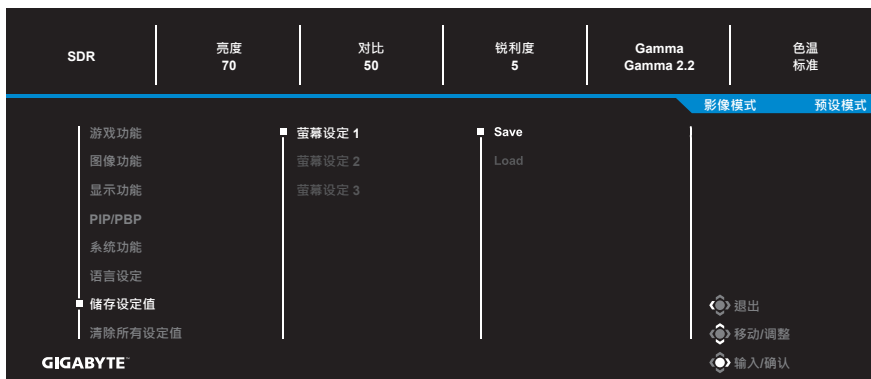 SDR
亮度
70
对比
50
锐利度
5
Gamma
Gamma 2.2
色温
标准
影像模式 预设模式
游戏功能
图像功能
显示功能
PIP/PBP
系统功能
语言设定
储存设定值
清除所有设定值
萤幕设定 1
萤幕设定 2
萤幕设定 3
Save
Load
退出
移动/调整
输入/确认
GIGABYTE™